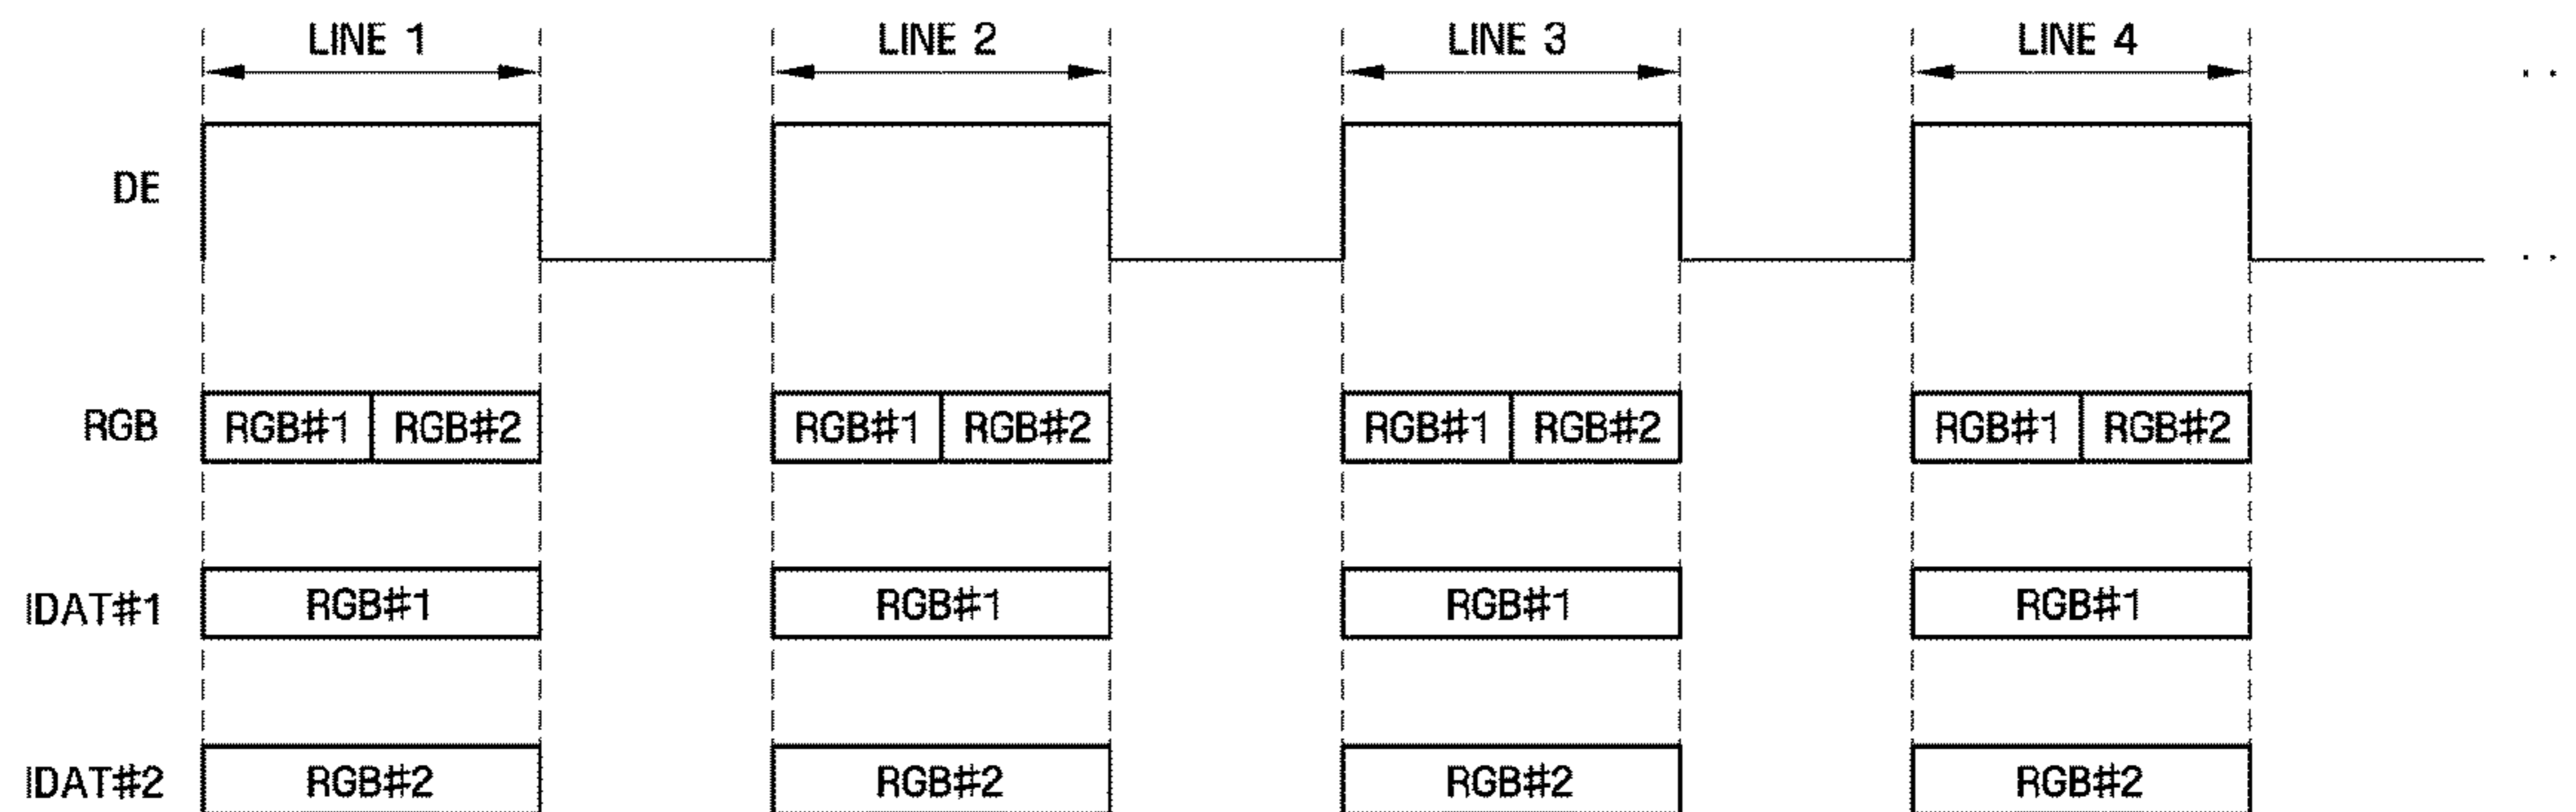 LINE 1 LINE 2 LINE 3 LINE 4 . .
DE . .
RGB RGB#1 RGB#2 RGB#1 RGB#2 RGB#1 RGB#2 RGB#1 RGB#2
IDAT#1 RGB#1 RGB#1 RGB#1 RGB#1
IDAT#2 RGB#2 RGB#2 RGB#2 RGB#2